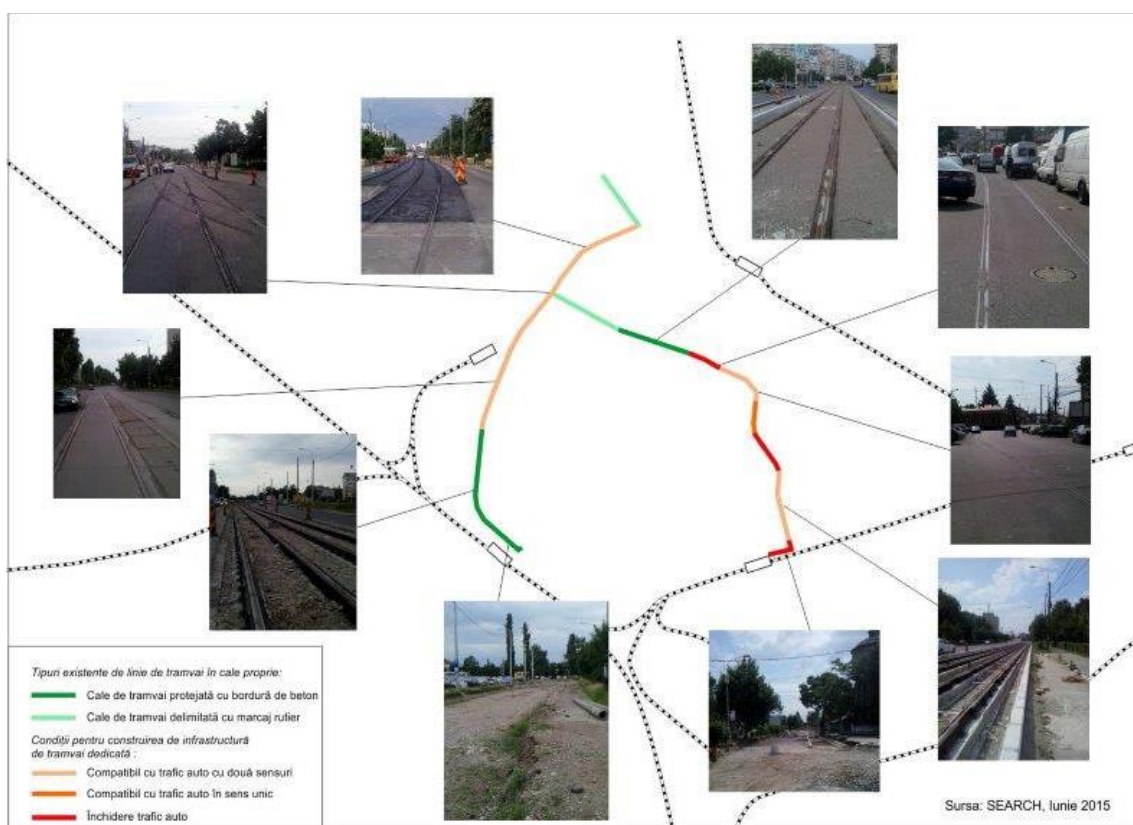 Tipuri existente de linie de tramvai în cale proprie:
Cale de tramvai protejată cu bordură de beton
Cale de tramvai delimitată cu marcaj rutier
Condiții pentru construirea de infrastructură
de tramvai dedicată :
Compatibil cu trafic auto cu două sensuri
Compatibil cu trafic auto în sens unic
Închidere trafic auto
Sursa: SEARCH, Iunie 2015